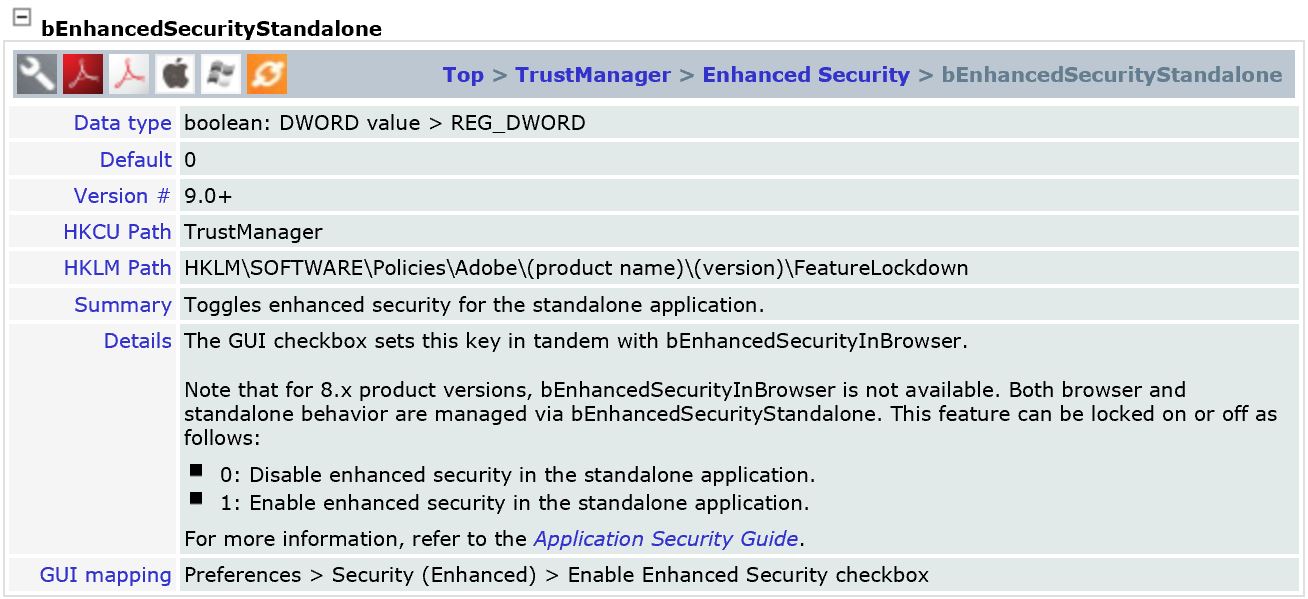 bEnhancedSecurityStandalone
Top > TrustManager > Enhanced Security > bEnhancedSecurityStandalone
Data type boolean: DWORD value > REG_DWORD
Default 0
Version # 9.0+
HKCU Path TrustManager
HKLM Path HKLM\SOFTWARE\Policies\Adobe\(product name)\(version)\FeatureLockdown
Summary Toggles enhanced security for the standalone application.
Details The GUI checkbox sets this key in tandem with bEnhancedSecurityInBrowser.
Note that for 8.x product versions, bEnhancedSecurityInBrowser is not available. Both browser and
standalone behavior are managed via bEnhancedSecurityStandalone. This feature can be locked on or off as
follows:
0: Disable enhanced security in the standalone application.
1: Enable enhanced security in the standalone application.
For more information, refer to the Application Security Guide.
GUI mapping Preferences > Security (Enhanced) > Enable Enhanced Security checkbox